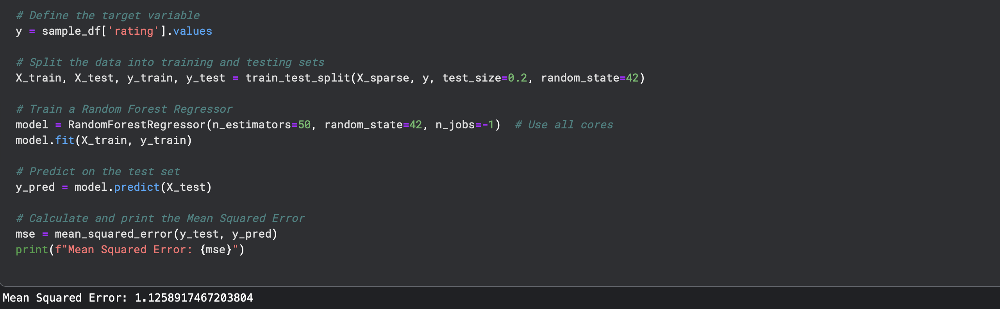 # Define the target variable
y = sample_df['rating'].values
# Split the data into training and testing sets
X_train, X_test, y_train, y_test = train_test_split(X_sparse, y, test_size=0.2, random_state=42)
# Train a Random Forest Regressor
model = RandomForestRegressor(n_estimators=50, random_state=42, n_jobs=-1)  # Use all cores
model.fit(X_train, y_train)
# Predict on the test set
y_pred = model.predict(X_test)
# Calculate and print the Mean Squared Error
mse = mean_squared_error(y_test, y_pred)
print(f"Mean Squared Error: {mse}")
Mean Squared Error: 1.1258917467203804